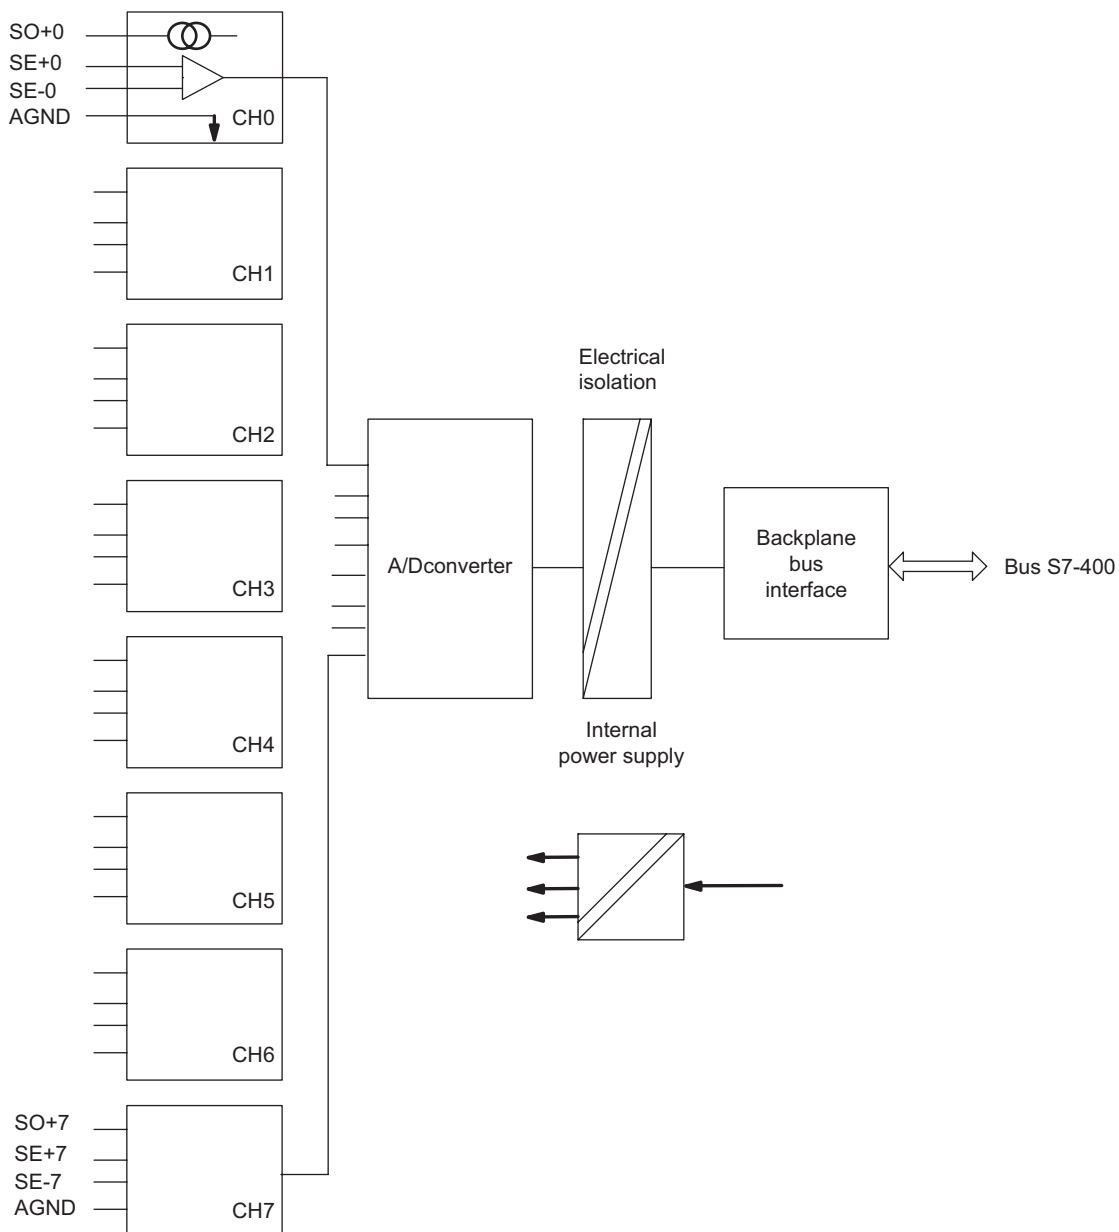 SO+0
SE+0
SE-0
AGND
CH0
CH1
CH2
CH3
CH4
CH5
CH6
SO+7
SE+7
SE-7
AGND
CH7
A/Dconverter
Electrical
isolation
Internal
power supply
Backplane
bus
interface
Bus S7-400